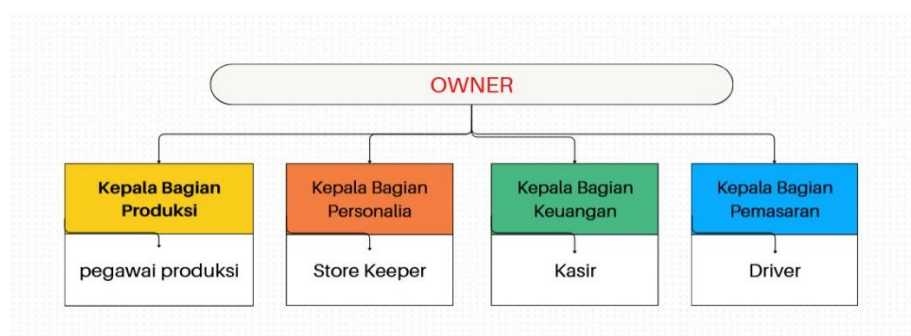 OWNER
Kepala Bagian
Produksi
Kepala Bagian
Personalia
Kepala Bagian
Keuangan
Kepala Bagian
Pemasaran
pegawai produksi
Store Keeper
Kasir
Driver